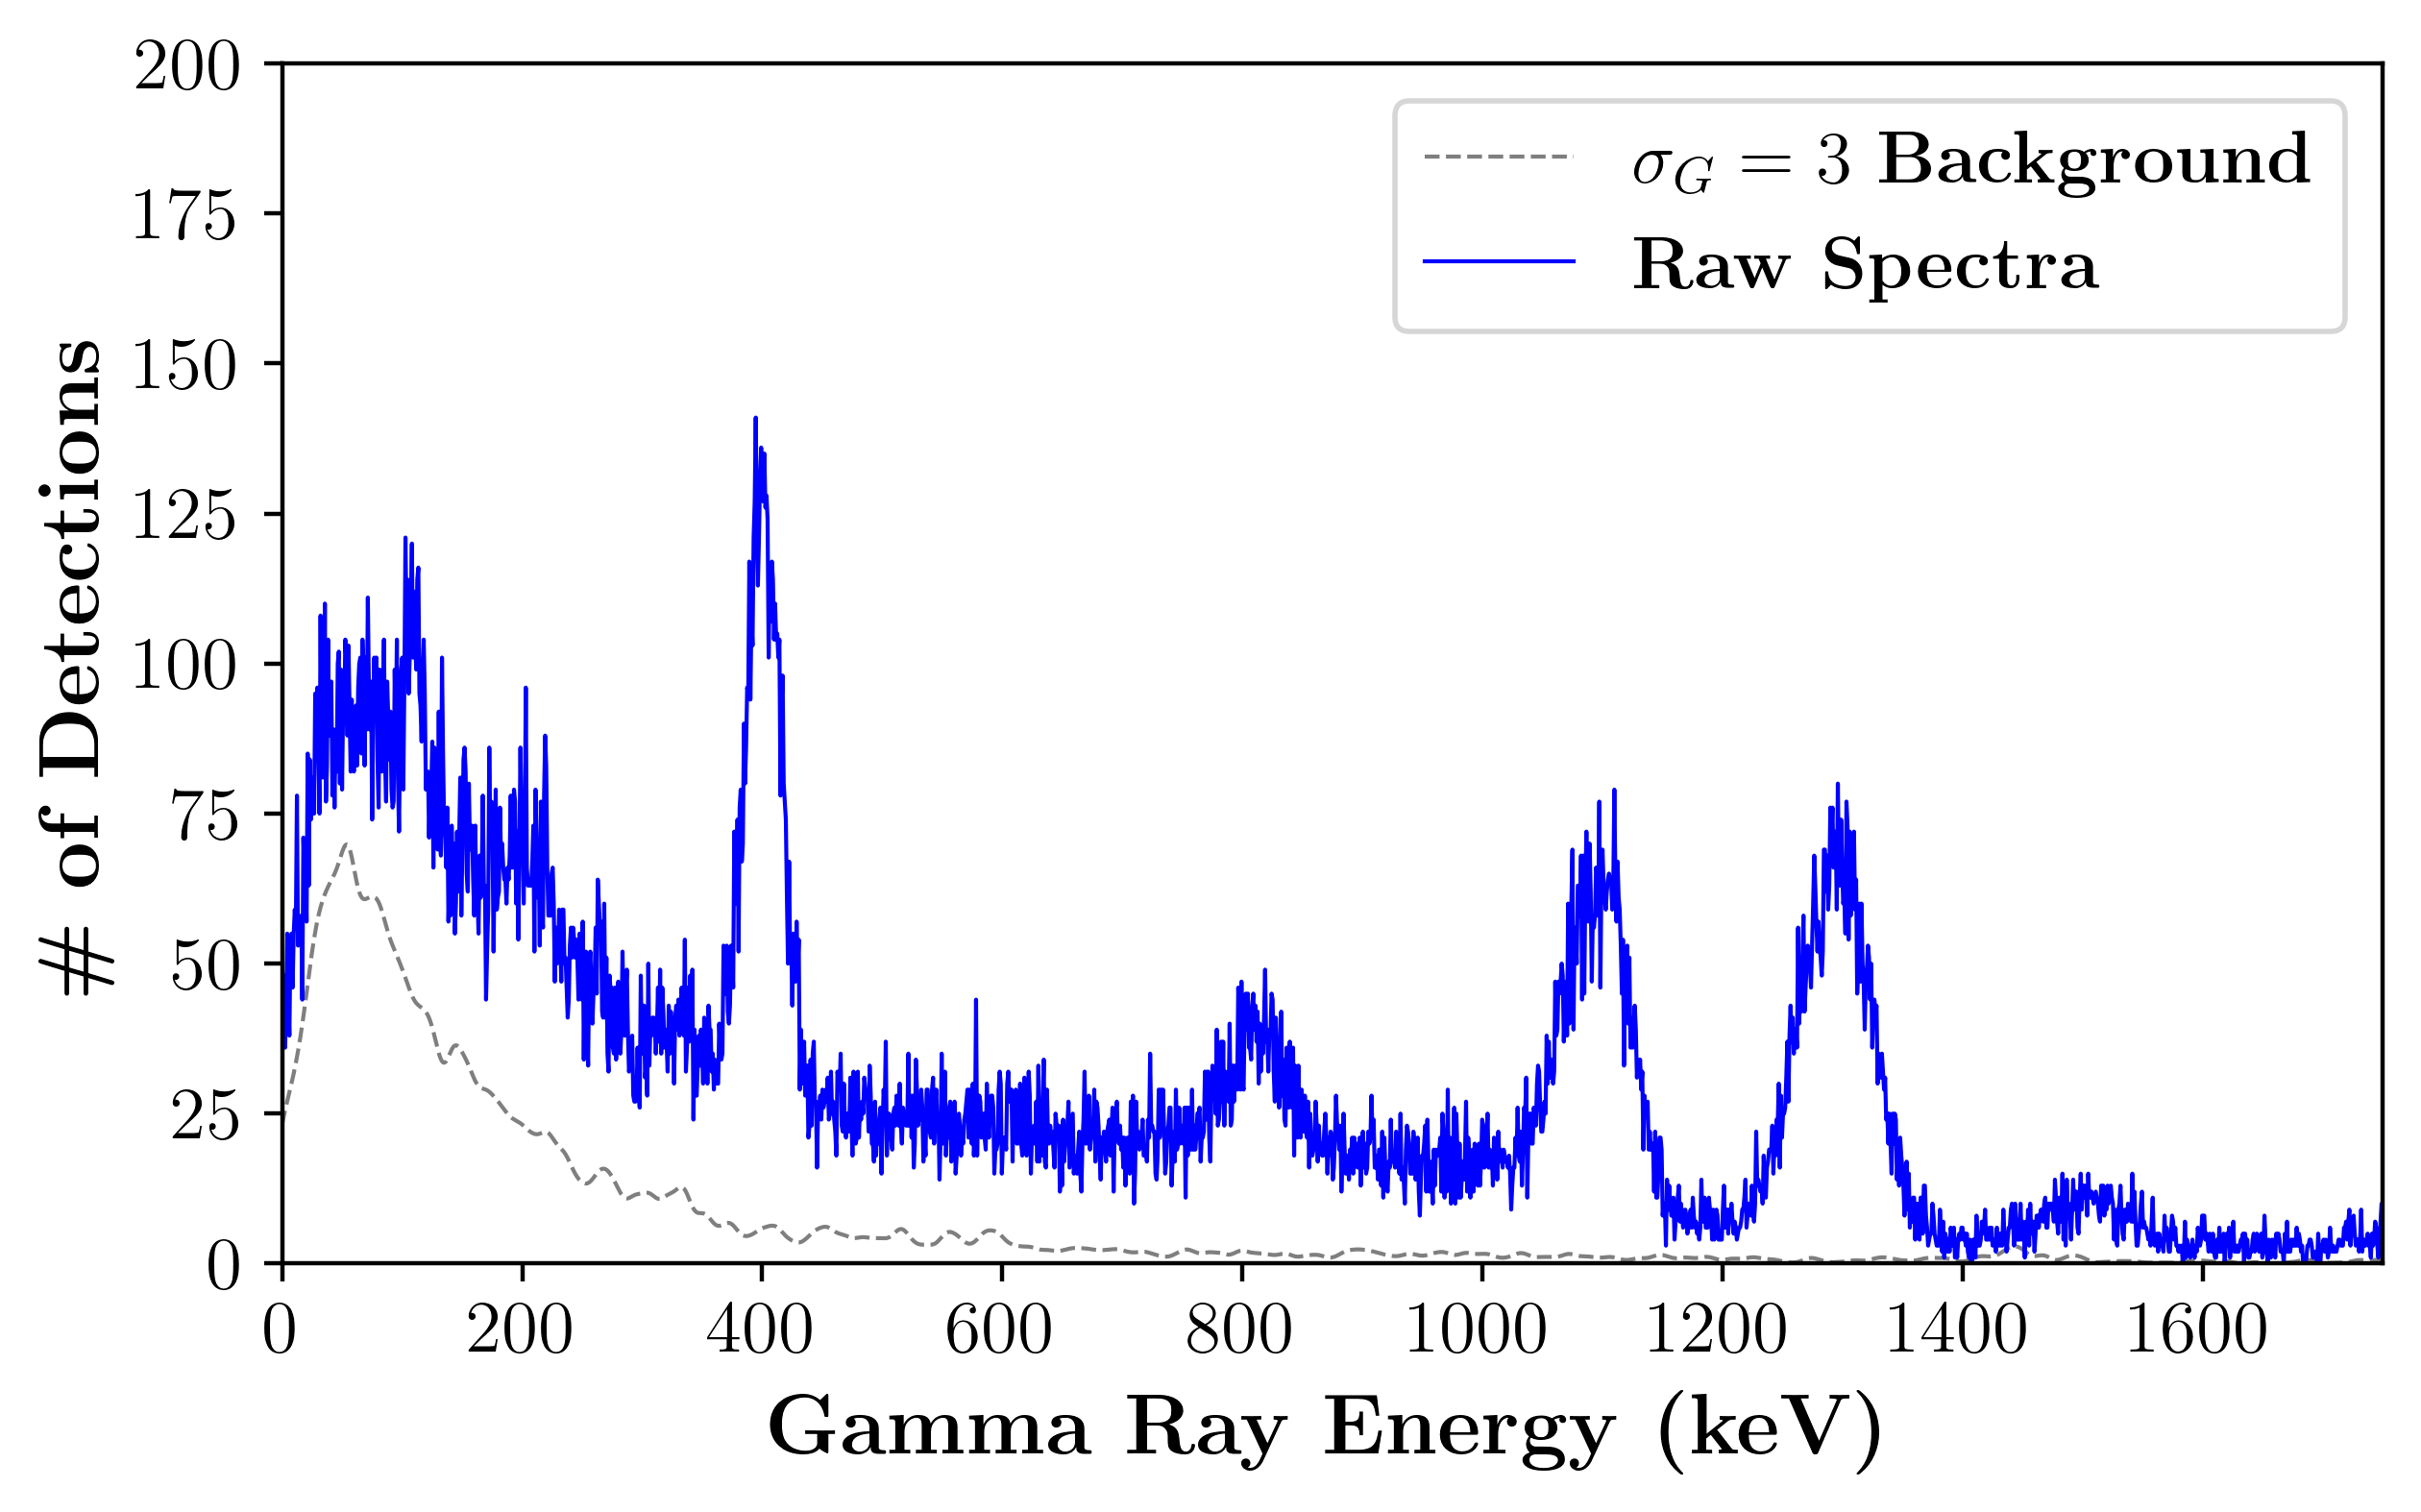 200
175
150
125
100
75
50
25
0
# of Detections
σG = 3 Background
Raw Spectra
0 200 400 600 800 1000 1200 1400 1600
Gamma Ray Energy (keV)